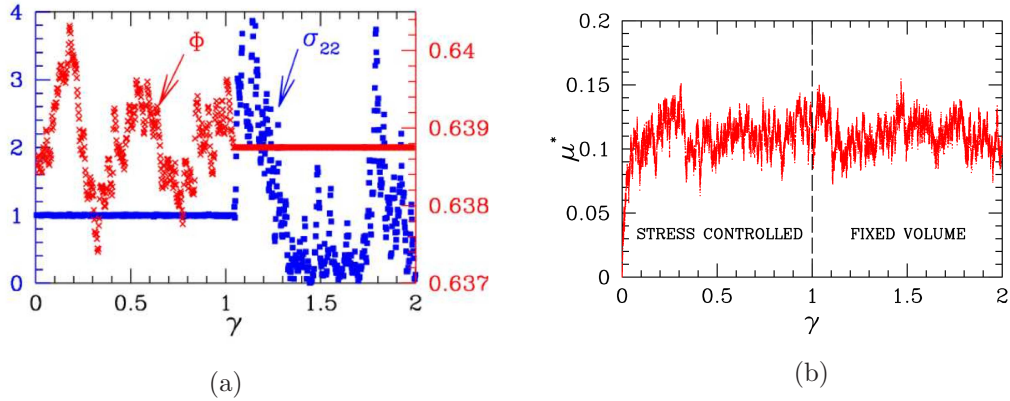 4
3
2
1
0
0 0.5 1 1.5 2
γ
Φ
σ22
0.64
0.639
0.638
0.637
(a)
0.2
0.15
0.1
0.05
0
μ*
STRESS CONTROLLED
FIXED VOLUME
0 0.5 1 1.5 2
γ
(b)